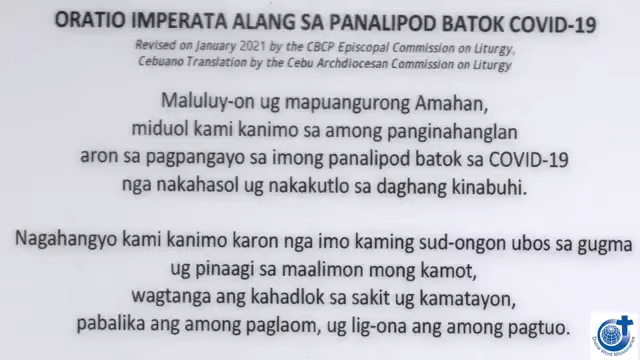 ORATIO IMPERATA ALANG SA PANALIPOD BATOK COVID-19
Revised on January 2021 by the CBCP Episcopal Commission on Liturgy,
Cebuano Translation by the Cebu Archdiocesan Commission on Liturgy
Maluluy-on ug mapuangurong Amahan,
miduol kami kanimo sa among panginahanglan
aron sa pagpangayo sa imong panalipod batok sa COVID-19
nga nakahasol ug nakakutlo sa daghang kinabuhi.
Nagahangyo kami kanimo karon nga imo kaming sud-ongon ubos sa gugma
ug pinaagi sa maalimon mong kamot,
wagtanga ang kahadlok sa sakit ug kamatayon,
pabalika ang among paglaom, ug lig-ona ang among pagtuo.